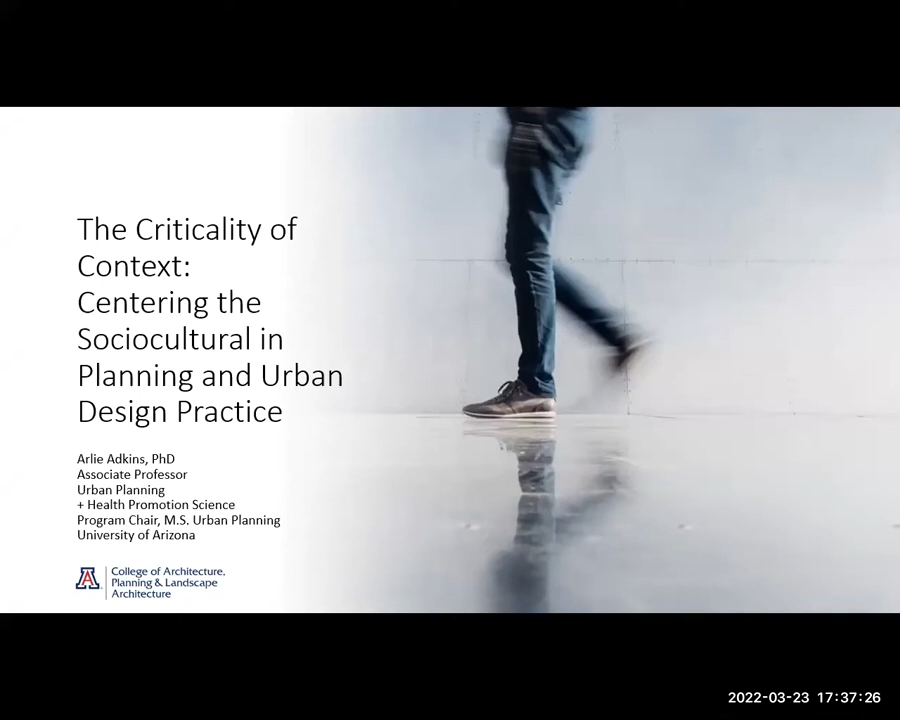 The Criticality of
Context:
Centering the
Sociocultural in
Planning and Urban
Design Practice
Arlie Adkins, PhD
Associate Professor
Urban Planning
+ Health Promotion Science
Program Chair, M.S. Urban Planning
University of Arizona
A
College of Architecture,
Planning & Landscape
Architecture
2022-03-23 17:37:26